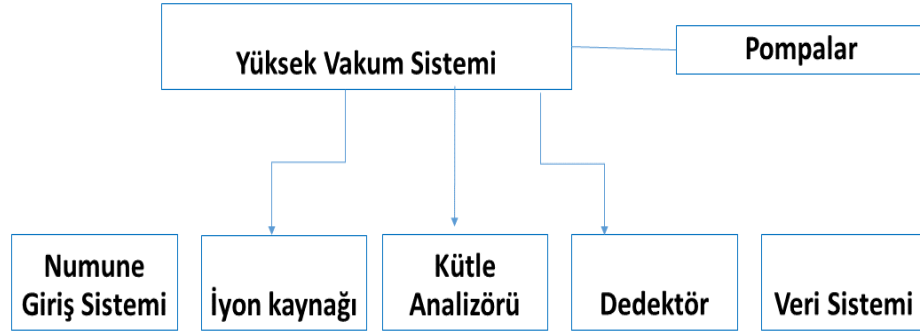 Yüksek Vakum Sistemi
Pompalar
Numune
Giriş Sistemi
İyon kaynağı
Kütle
Analizörü
Dedektör
Veri Sistemi